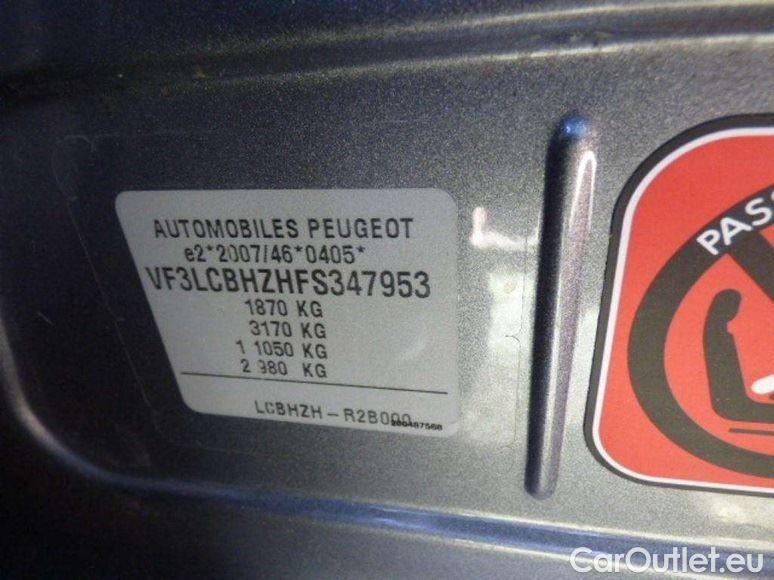 AUTOMOBILES PEUGEOT
e2*2007/46*0405*
VF3LCBHZHFS347953
1870 KG
3170 KG
1 1050 KG
2 980 KG
LCBHZH-R2B000
PASS
CarOutlet.eu